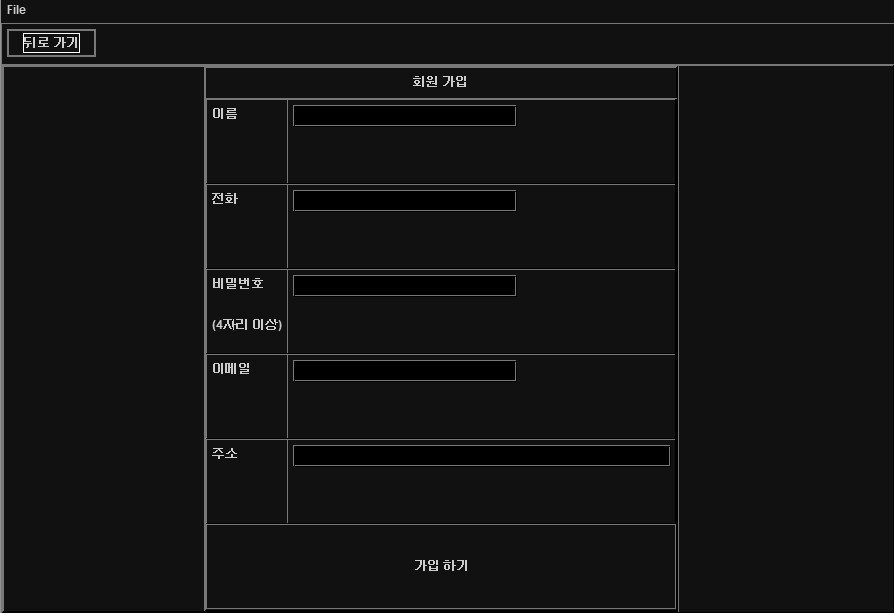 File
뒤로 가기
회원 가입
이름
전화
비밀번호
(4자리 이상)
이메일
주소
가입 하기